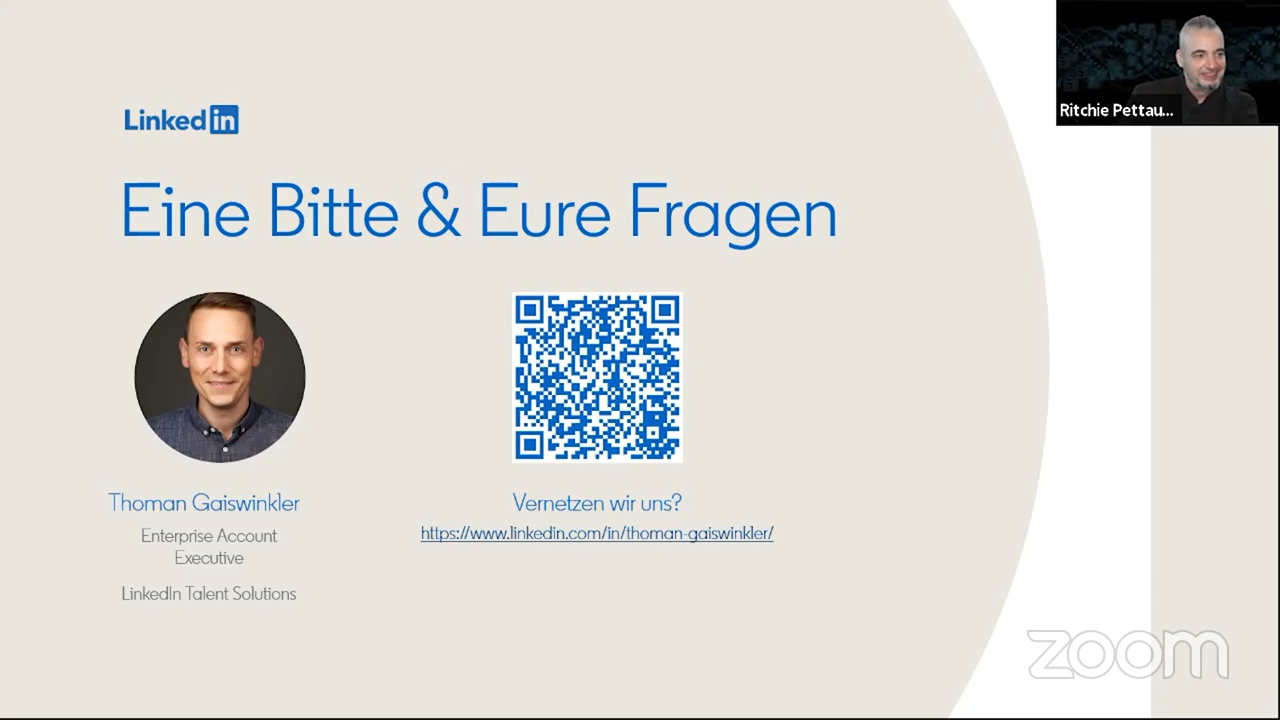 LinkedIn
Eine Bitte & Eure Fragen
Thoman Gaiswinkler
Enterprise Account
Executive
LinkedIn Talent Solutions
Vernetzen wir uns?
https://www.linkedin.com/in/thoman-gaiswinkler/
Ritchie Pettau...
zoom